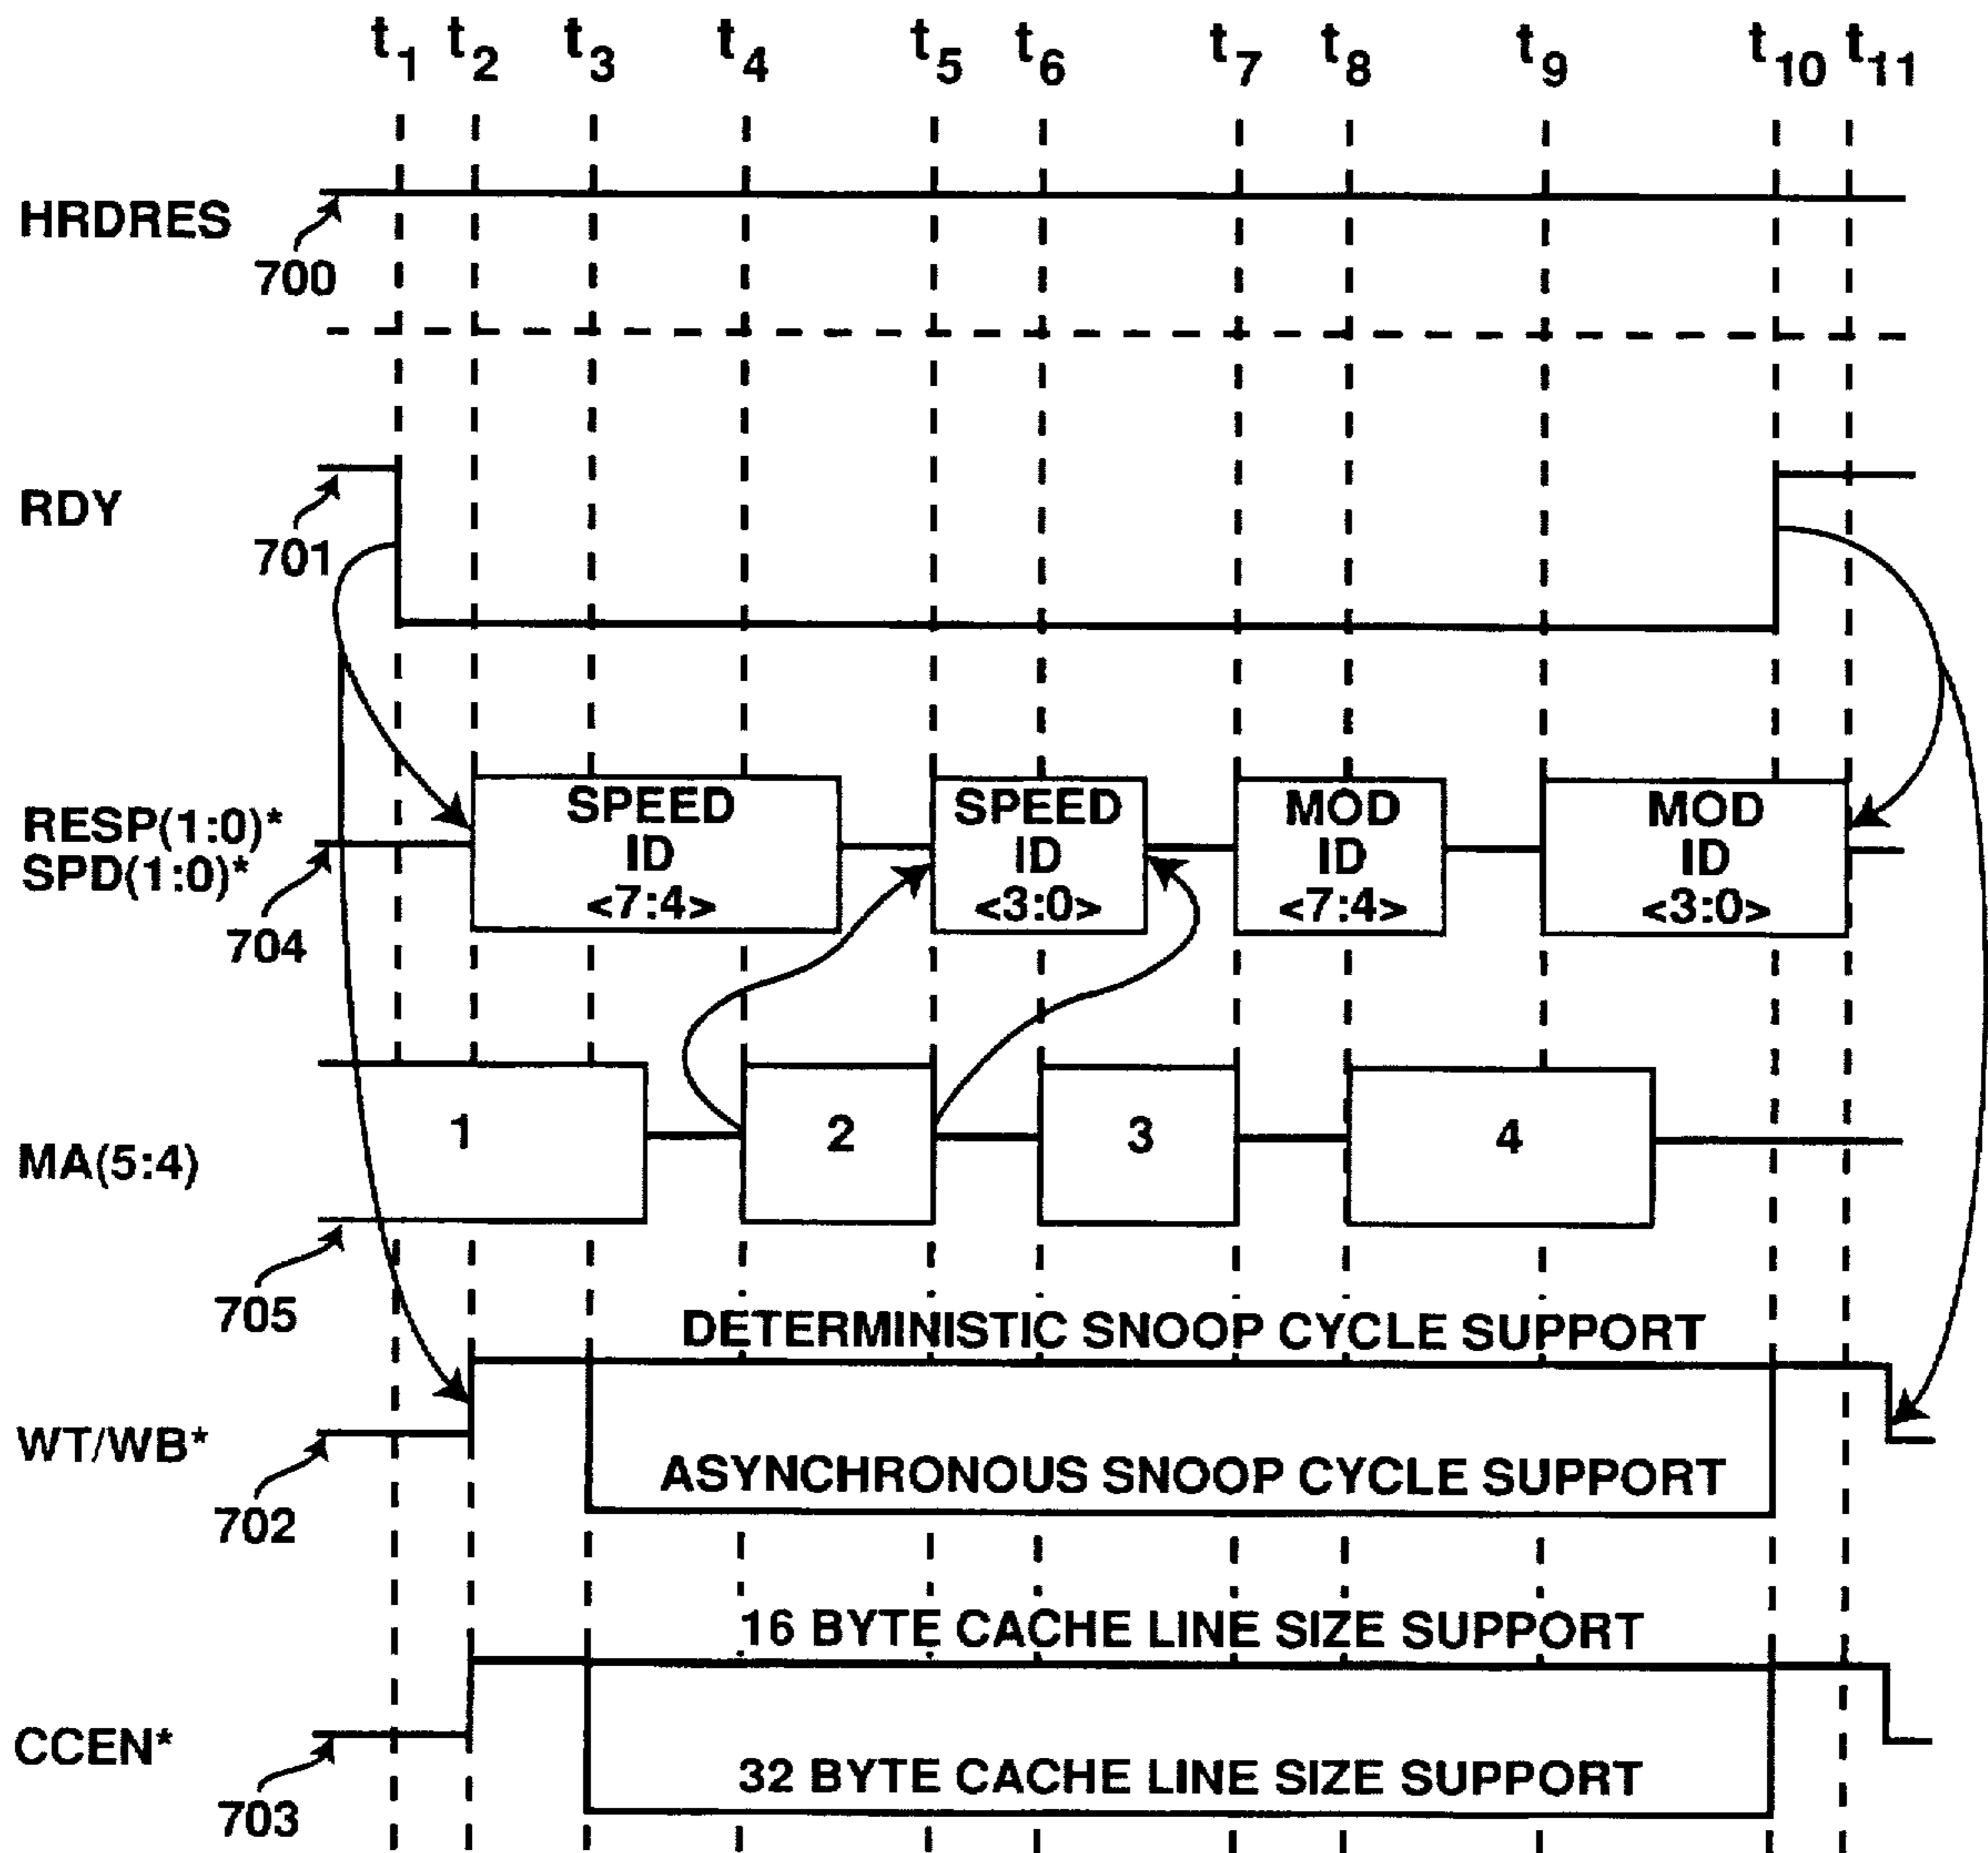 t1 t2 t3 t4 t5 t6 t7 t8 t9 t10 t11
HRDRES
700
RDY
701
RESP(1:0)*
SPD(1:0)*
704
SPEED
ID
<7:4>
SPEED
ID
<3:0>
MOD
ID
<7:4>
MOD
ID
<3:0>
MA(5:4)
705
1
2
3
4
DETERMINISTIC SNOOP CYCLE SUPPORT
WT/WB*
702
ASYNCHRONOUS SNOOP CYCLE SUPPORT
16 BYTE CACHE LINE SIZE SUPPORT
CCEN*
703
32 BYTE CACHE LINE SIZE SUPPORT